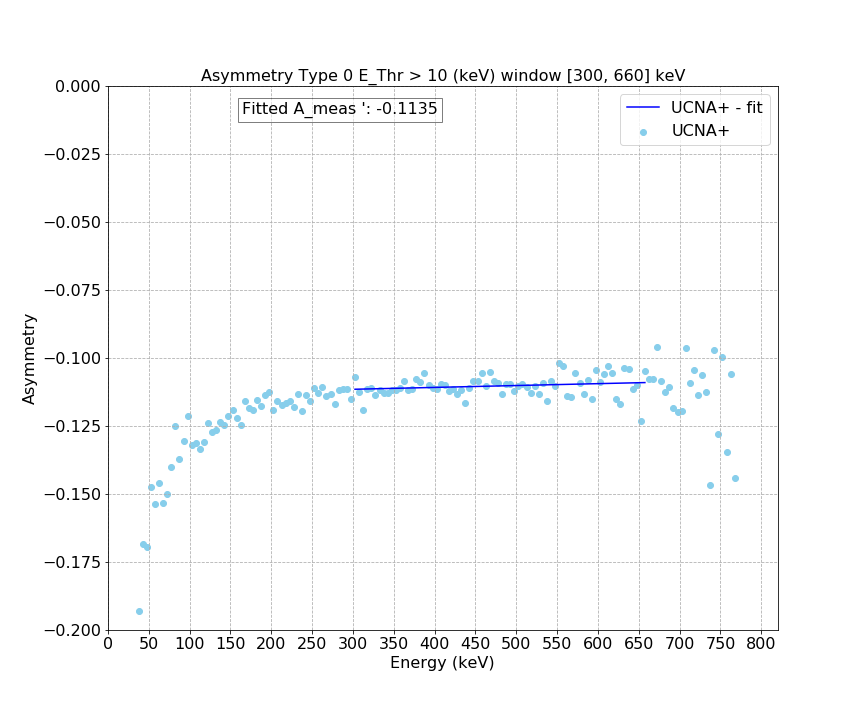 Asymmetry Type 0 E_Thr > 10 (keV) window [300, 660] keV
Fitted A_meas ': -0.1135
UCNA+ - fit
UCNA+
0.000
−0.025
−0.050
−0.075
−0.100
−0.125
−0.150
−0.175
−0.200
Asymmetry
0 50 100 150 200 250 300 350 400 450 500 550 600 650 700 750 800
Energy (keV)